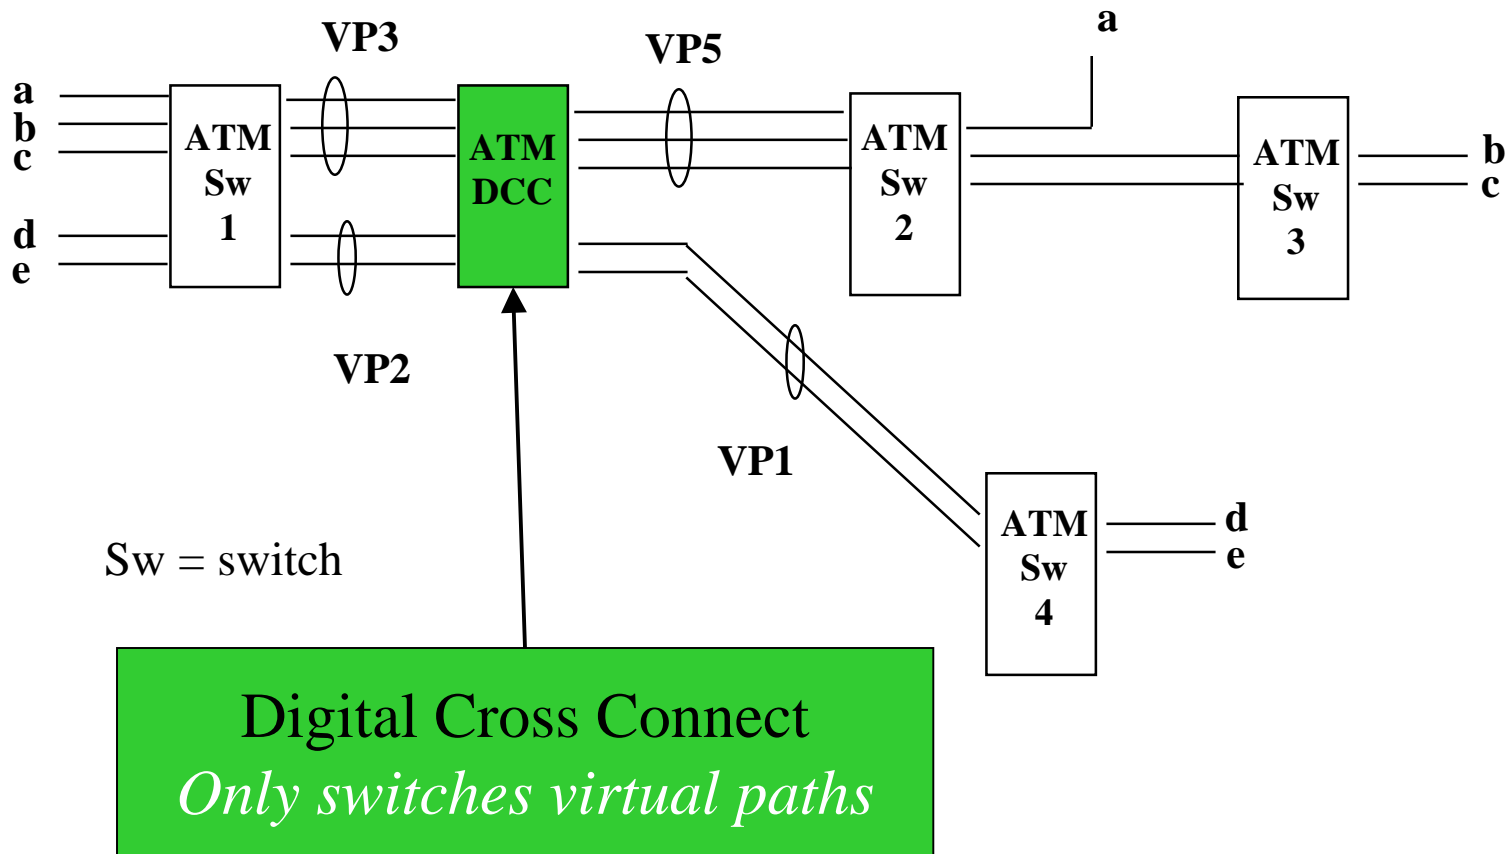 a
VP3
VP5
a
b
c
ATM
Sw
1
ATM
DCC
ATM
Sw
2
ATM
Sw
3
b
c
d
e
VP2
VP1
ATM
Sw
4
d
e
Sw = switch
Digital Cross Connect
Only switches virtual paths